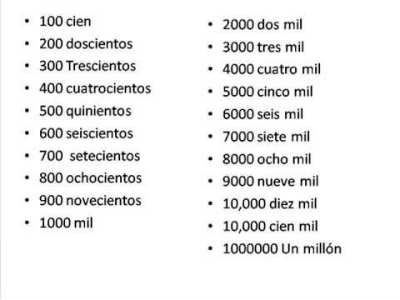 • 100 cien
• 200 doscientos
• 300 Trescientos
• 400 cuatrocientos
• 500 quinientos
• 600 seiscientos
• 700  setecientos
• 800 ochocientos
• 900 novecientos
• 1000 mil
• 2000 dos mil
• 3000 tres mil
• 4000 cuatro mil
• 5000 cinco mil
• 6000 seis mil
• 7000 siete mil
• 8000 ocho mil
• 9000 nueve mil
• 10,000 diez mil
• 10,000 cien mil
• 1000000 Un millón